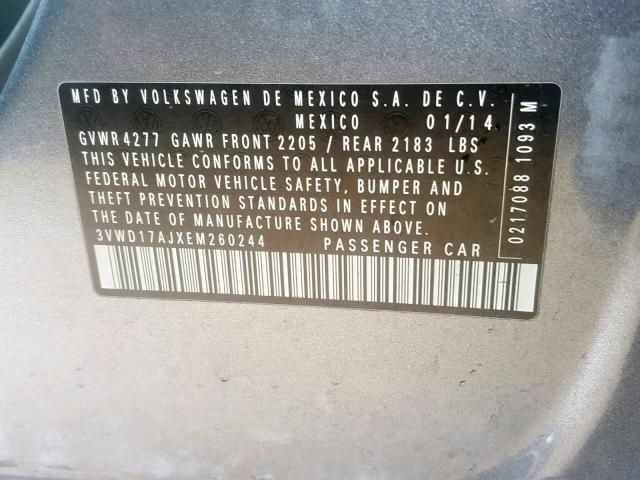 MFD BY VOLKSWAGEN DE MEXICO S.A. DE C.V.
MEXICO 01/14
GVWR 4277 GAWR FRONT 2205 / REAR 2183 LBS
THIS VEHICLE CONFORMS TO ALL APPLICABLE U.S.
FEDERAL MOTOR VEHICLE SAFETY, BUMPER AND
THEFT PREVENTION STANDARDS IN EFFECT ON
THE DATE OF MANUFACTURE SHOWN ABOVE.
3VWD17AJXEM260244 PASSENGER CAR
0217088 1093 M